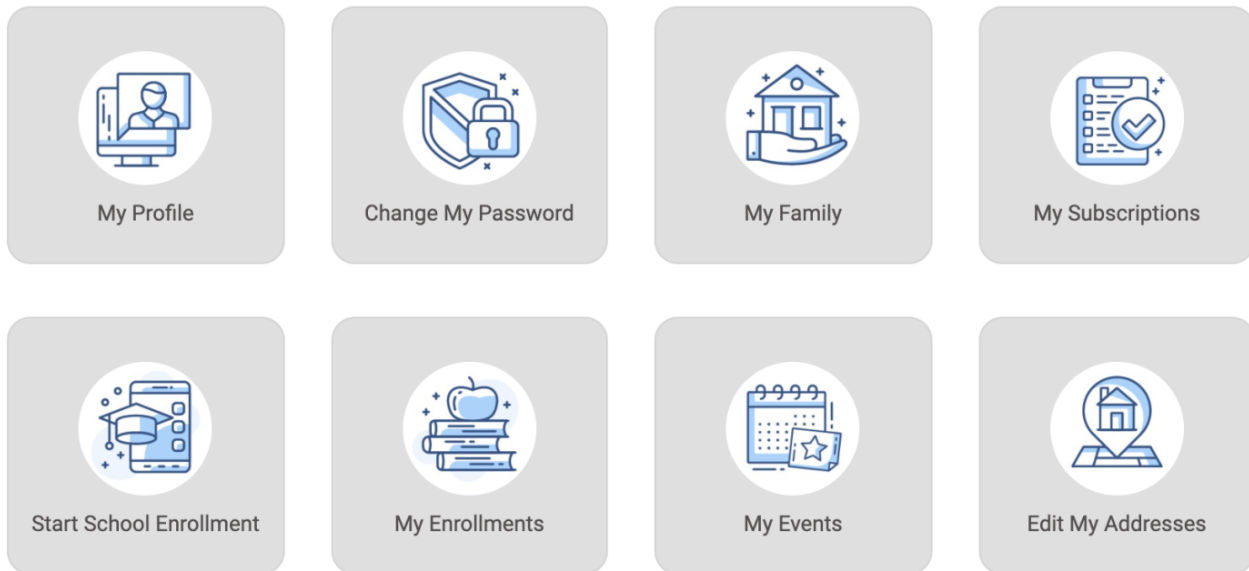 My Profile
Change My Password
My Family
My Subscriptions
Start School Enrollment
My Enrollments
My Events
Edit My Addresses